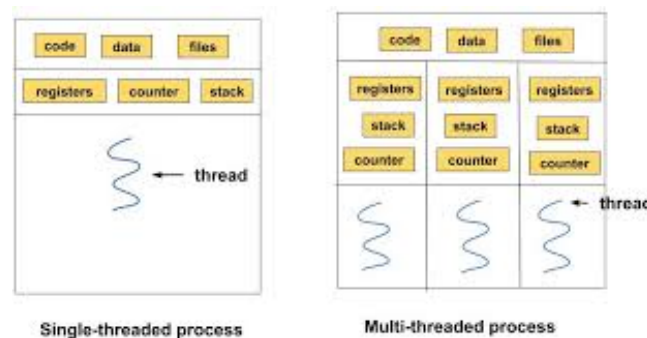 code data files
registers counter stack
thread
Single-threaded process
code data files
registers registers registers
stack stack stack
counter counter counter
thread
Multi-threaded process